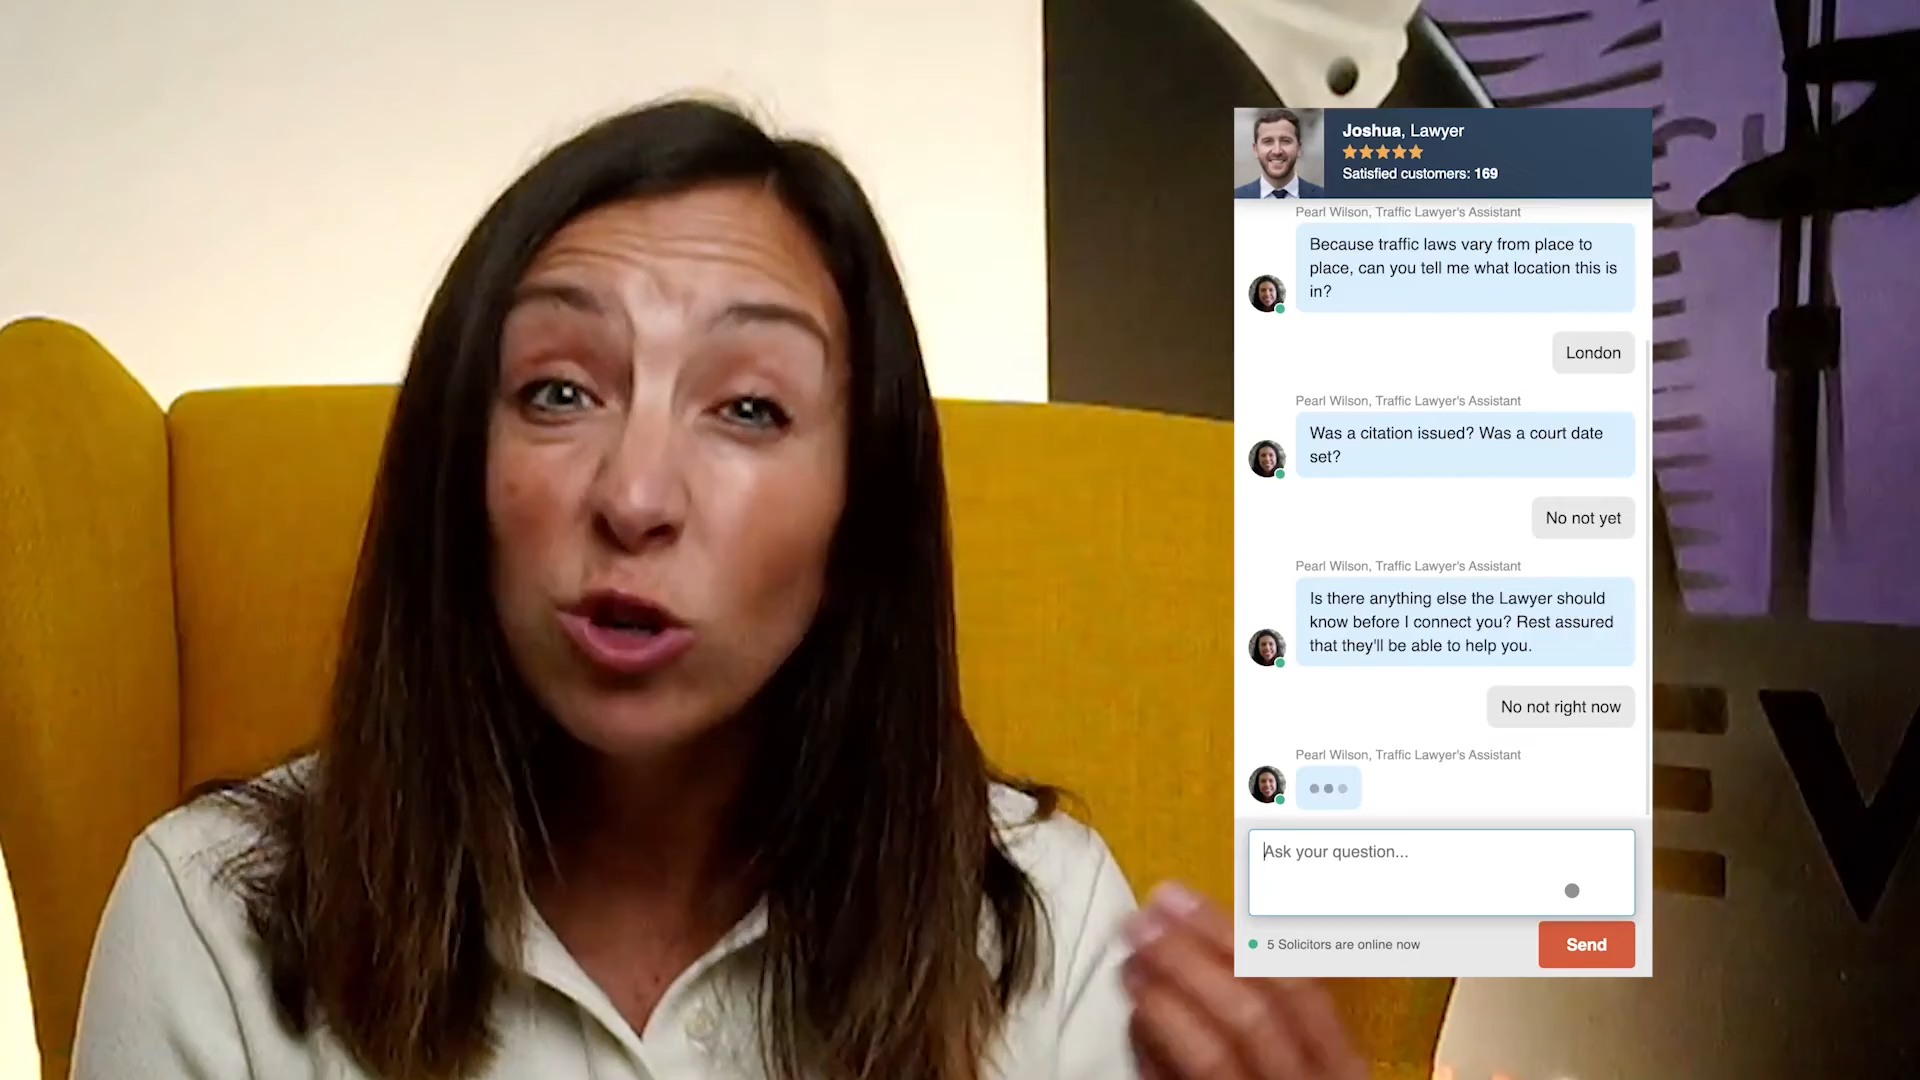 Joshua, Lawyer
Satisfied customers: 169
Pearl Wilson, Traffic Lawyer's Assistant
Because traffic laws vary from place to
place, can you tell me what location this is
in?
London
Pearl Wilson, Traffic Lawyer's Assistant
Was a citation issued? Was a court date
set?
No not yet
Pearl Wilson, Traffic Lawyer's Assistant
Is there anything else the Lawyer should
know before I connect you? Rest assured
that they'll be able to help you.
No not right now
Pearl Wilson, Traffic Lawyer's Assistant
Ask your question...
5 Solicitors are online now
Send
EV